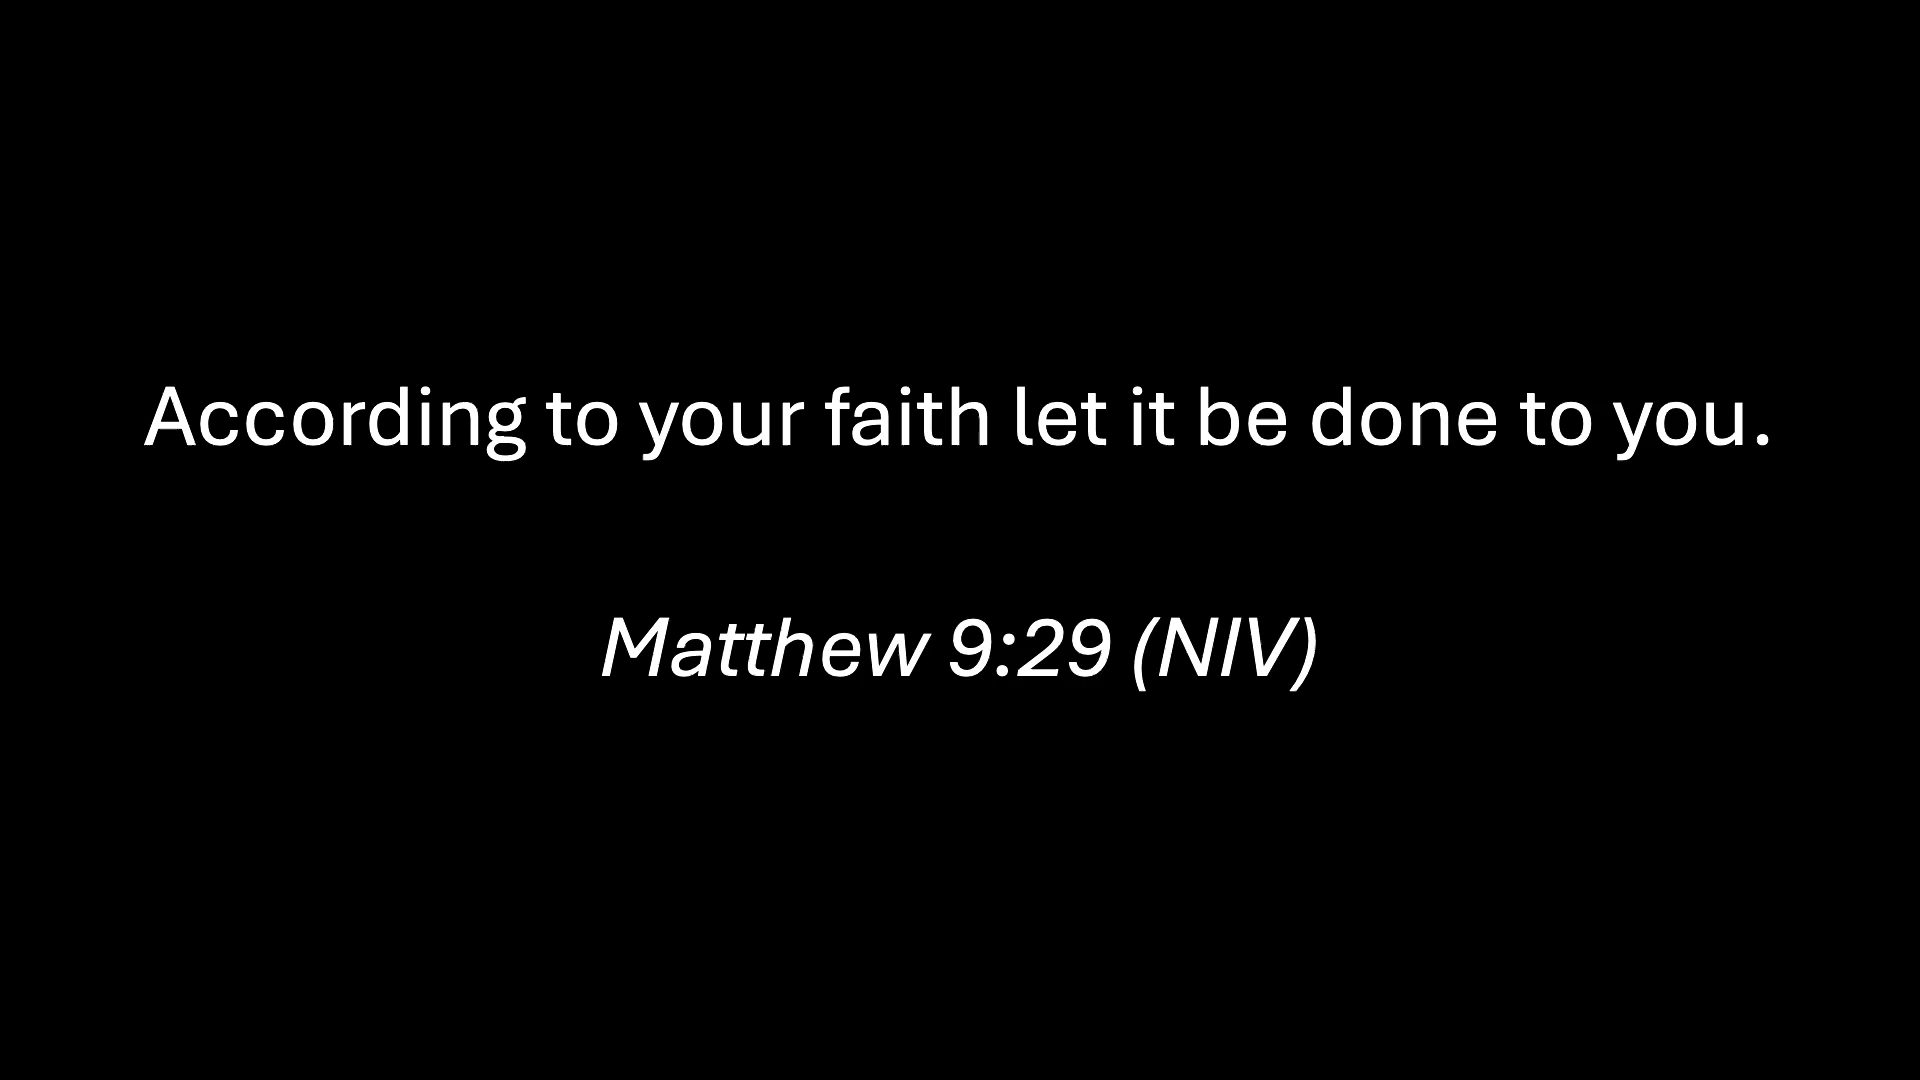 According to your faith let it be done to you.
Matthew 9:29 (NIV)